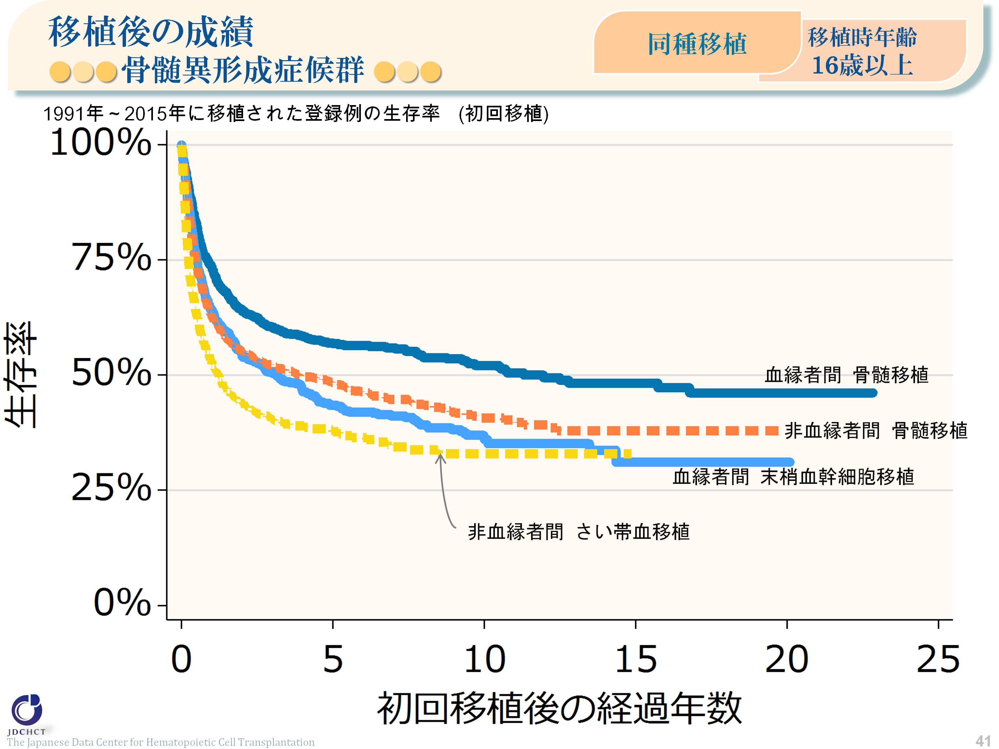 移植後の成績
骨髄異形成症候群
同種移植
移植時年齢
16歳以上
1991年～2015年に移植された登録例の生存率　(初回移植)
生存率
100%
75%
50%
25%
0%
血縁者間　骨髄移植
非血縁者間　骨髄移植
血縁者間　末梢血幹細胞移植
非血縁者間　さい帯血移植
0 5 10 15 20 25
初回移植後の経過年数
JDCHCT
The Japanese Data Center for Hematopoietic Cell Transplantation
41